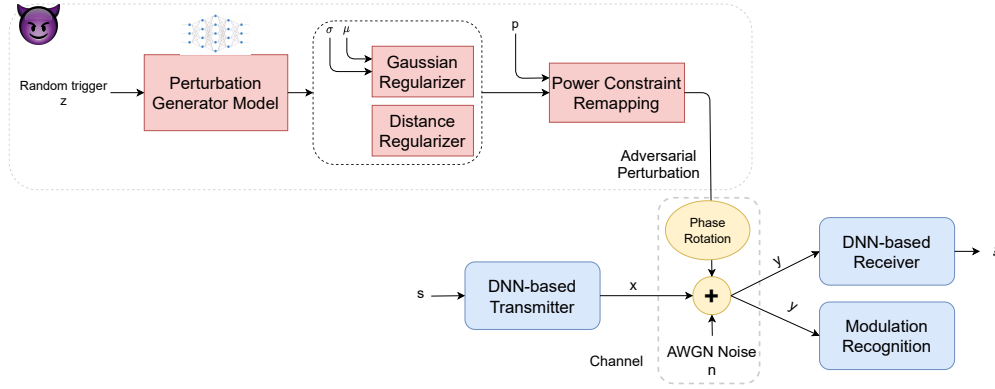 σ μ
p
Random trigger
z
Perturbation
Generator Model
Gaussian
Regularizer
Distance
Regularizer
Power Constraint
Remapping
Adversarial
Perturbation
Phase
Rotation
s
DNN-based
Transmitter
x
+
y
y
DNN-based
Receiver
Modulation
Recognition
Channel
AWGN Noise
n